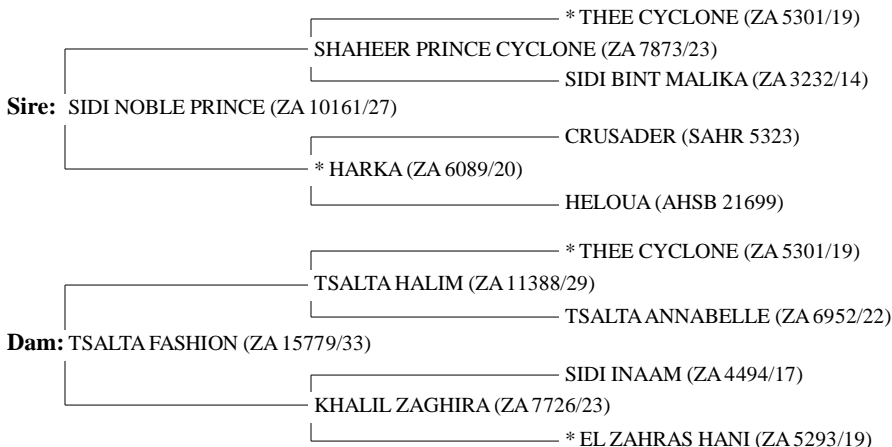 * THEE CYCLONE (ZA 5301/19)
SHAHEER PRINCE CYCLONE (ZA 7873/23)
SIDI BINT MALIKA (ZA 3232/14)
Sire: SIDI NOBLE PRINCE (ZA 10161/27)
CRUSADER (SAHR 5323)
* HARKA (ZA 6089/20)
HELOUA (AHSB 21699)
* THEE CYCLONE (ZA 5301/19)
TSALTA HALIM (ZA 11388/29)
TSALTA ANNABELLE (ZA 6952/22)
Dam: TSALTA FASHION (ZA 15779/33)
SIDI INAAM (ZA 4494/17)
KHALIL ZAGHIRA (ZA 7726/23)
* EL ZAHRAS HANI (ZA 5293/19)